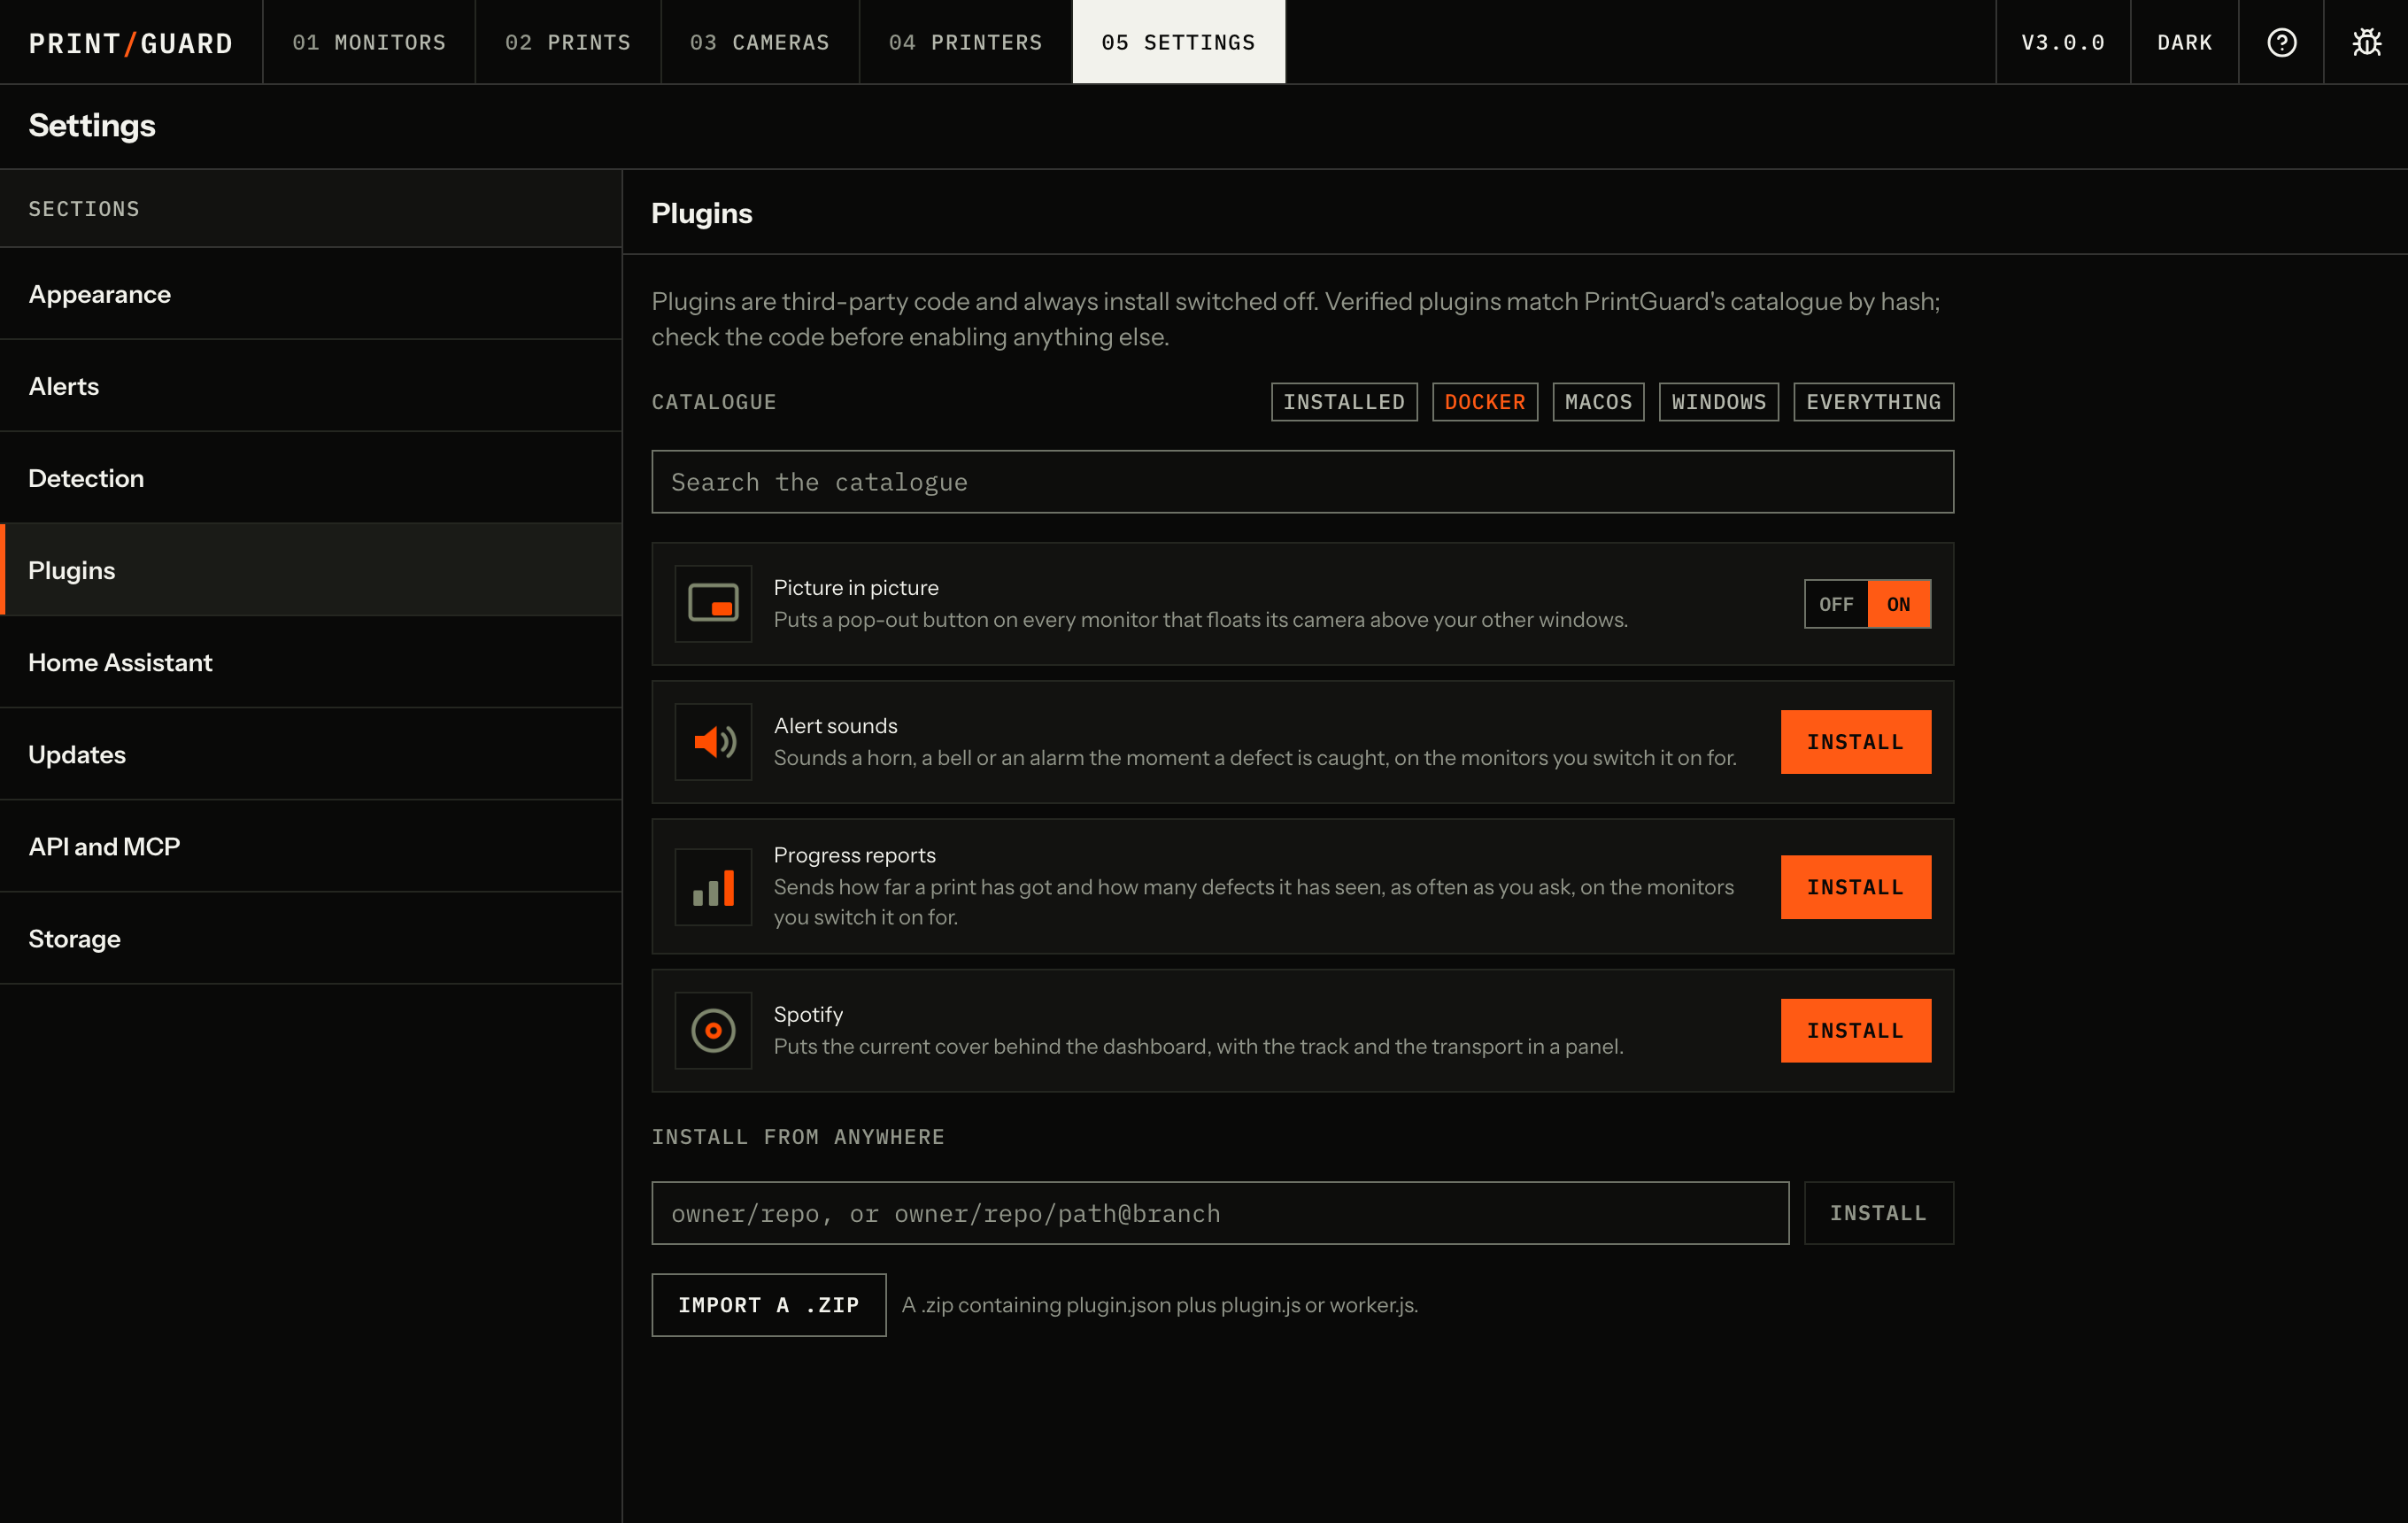 PRINT/GUARD
01 MONITORS
02 PRINTS
03 CAMERAS
04 PRINTERS
05 SETTINGS
V3.0.0
DARK
Settings
SECTIONS
Appearance
Alerts
Detection
Plugins
Home Assistant
Updates
API and MCP
Storage
Plugins
Plugins are third-party code and always install switched off. Verified plugins match PrintGuard's catalogue by hash;
check the code before enabling anything else.
CATALOGUE
INSTALLED
DOCKER
MACOS
WINDOWS
EVERYTHING
Search the catalogue
Picture in picture
Puts a pop-out button on every monitor that floats its camera above your other windows.
OFF
ON
Alert sounds
Sounds a horn, a bell or an alarm the moment a defect is caught, on the monitors you switch it on for.
INSTALL
Progress reports
Sends how far a print has got and how many defects it has seen, as often as you ask, on the monitors
you switch it on for.
INSTALL
Spotify
Puts the current cover behind the dashboard, with the track and the transport in a panel.
INSTALL
INSTALL FROM ANYWHERE
owner/repo, or owner/repo/path@branch
INSTALL
IMPORT A .ZIP
A .zip containing plugin.json plus plugin.js or worker.js.